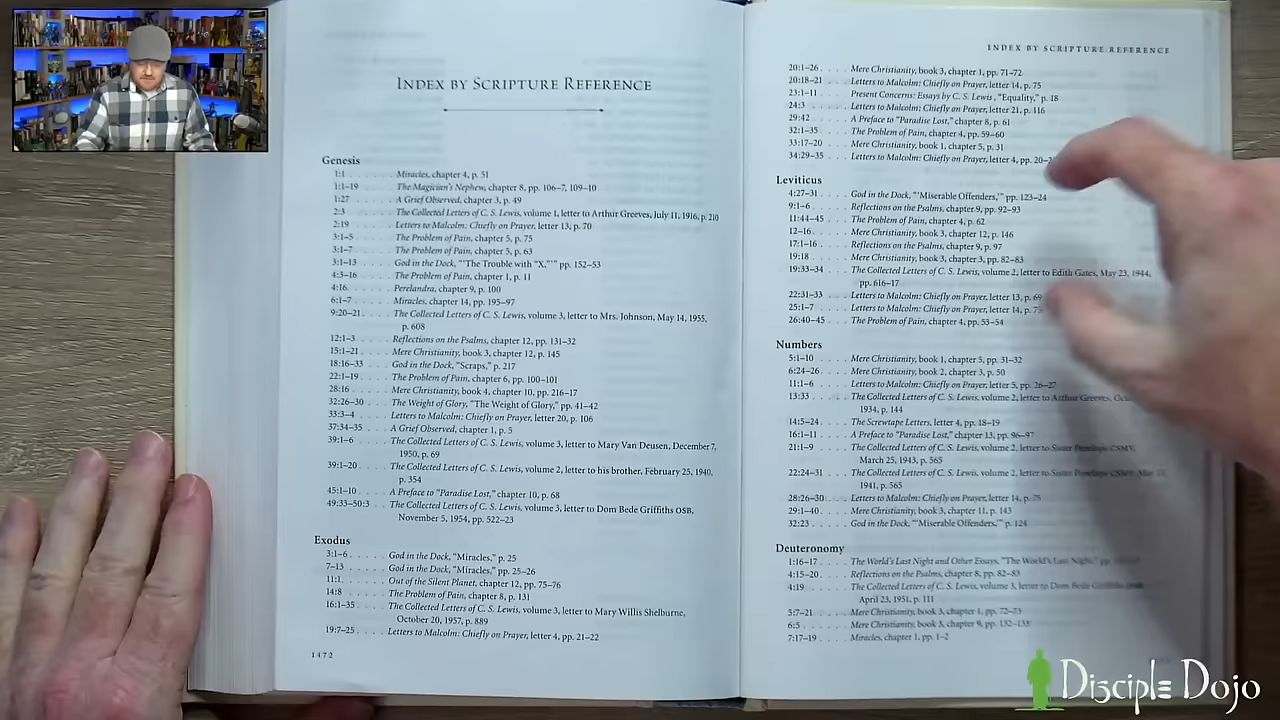 INDEX BY SCRIPTURE REFERENCE
Genesis
1:1 . . . . . . Miracles, chapter 4, p. 51
1:1–19 . . . . The Magician's Nephew, chapter 8, pp. 106–7, 109–10
1:27 . . . . . A Grief Observed, chapter 3, p. 49
2:3 . . . . . . The Collected Letters of C. S. Lewis, volume 1, letter to Arthur Greeves, July 11, 1916, p. 210
2:19 . . . . . Letters to Malcolm: Chiefly on Prayer, letter 13, p. 70
3:1–5 . . . . . The Problem of Pain, chapter 5, p. 75
3:1–7 . . . . . The Problem of Pain, chapter 5, p. 63
3:1–13 . . . . God in the Dock, "'The Trouble with "X,"'" pp. 152–53
4:3–16 . . . . The Problem of Pain, chapter 1, p. 11
4:16 . . . . . Perelandra, chapter 9, p. 100
6:1–7 . . . . . Miracles, chapter 14, pp. 195–97
9:20–21 . . . . The Collected Letters of C. S. Lewis, volume 3, letter to Mrs. Johnson, May 14, 1955,
p. 608
12:1–3 . . . . Reflections on the Psalms, chapter 12, pp. 131–32
15:1–21 . . . . Mere Christianity, book 3, chapter 12, p. 145
18:16–33 . . . God in the Dock, "Scraps," p. 217
22:1–19 . . . . The Problem of Pain, chapter 6, pp. 100–101
28:16 . . . . . Mere Christianity, book 4, chapter 10, pp. 216–17
32:26–30 . . . The Weight of Glory, "The Weight of Glory," pp. 41–42
33:3–4 . . . . Letters to Malcolm: Chiefly on Prayer, letter 20, p. 106
37:34–35 . . . A Grief Observed, chapter 1, p. 5
39:1–6 . . . . The Collected Letters of C. S. Lewis, volume 3, letter to Mary Van Deusen, December 7,
1950, p. 69
39:1–20 . . . . The Collected Letters of C. S. Lewis, volume 2, letter to his brother, February 25, 1940,
p. 354
45:1–10 . . . . A Preface to "Paradise Lost," chapter 10, p. 68
49:33–50:3 . . The Collected Letters of C. S. Lewis, volume 3, letter to Dom Bede Griffiths OSB,
November 5, 1954, pp. 522–23
Exodus
3:1–6 . . . . . God in the Dock, "Miracles," p. 25
7–13 . . . . . God in the Dock, "Miracles," pp. 25–26
11:1 . . . . . . Out of the Silent Planet, chapter 12, pp. 75–76
14:8 . . . . . . The Problem of Pain, chapter 8, p. 131
16:1–35 . . . . The Collected Letters of C. S. Lewis, volume 3, letter to Mary Willis Shelburne,
October 20, 1957, p. 889
19:7–25 . . . . Letters to Malcolm: Chiefly on Prayer, letter 4, pp. 21–22
1472
INDEX BY SCRIPTURE REFERENCE
20:1–26 . . . . Mere Christianity, book 3, chapter 1, pp. 71–72
20:18–21 . . . Letters to Malcolm: Chiefly on Prayer, letter 14, p. 75
23:1–11 . . . . Present Concerns: Essays by C. S. Lewis, "Equality," p. 18
24:3 . . . . . . Letters to Malcolm: Chiefly on Prayer, letter 21, p. 116
29:42 . . . . . A Preface to "Paradise Lost," chapter 8, p. 61
32:1–35 . . . . The Problem of Pain, chapter 4, pp. 59–60
33:17–20 . . . Mere Christianity, book 1, chapter 5, p. 31
34:29–35 . . . Letters to Malcolm: Chiefly on Prayer, letter 4, pp.
Leviticus
4:27–31 . . . . God in the Dock, "'Miserable Offenders,'" pp. 123–24
9:1–6 . . . . . Reflections on the Psalms, chapter 9, pp. 92–93
11:44–45 . . . The Problem of Pain, chapter 4, p. 62
12–16 . . . . . Mere Christianity, book 3, chapter 12, p. 146
17:1–16 . . . . Reflections on the Psalms, chapter 9, p. 97
19:18 . . . . . Mere Christianity, book 3, chapter 3, pp. 82–83
19:33–34 . . . The Collected Letters of C. S. Lewis, volume 2, letter to Edith Gates, May 23, 1944,
pp. 616–17
22:31–33 . . . Letters to Malcolm: Chiefly on Prayer, letter 13, p. 69
25:1–7 . . . . Letters to Malcolm: Chiefly on Prayer, letter 14, p.
26:40–45 . . . The Problem of Pain, chapter 4, pp. 53–54
Numbers
5:1–10 . . . . Mere Christianity, book 1, chapter 5, pp. 31–32
6:24–26 . . . . Mere Christianity, book 2, chapter 3, p. 50
11:1–6 . . . . Letters to Malcolm: Chiefly on Prayer, letter 5, pp. 26–27
13:33 . . . . . The Collected Letters of C. S. Lewis, volume 2, letter to Arthur Greeves,
1934, p. 144
14:5–24 . . . . The Screwtape Letters, letter 4, pp. 18–19
16:1–11 . . . . A Preface to "Paradise Lost," chapter 13, pp. 96–97
21:1–9 . . . . The Collected Letters of C. S. Lewis, volume 2, letter to Sister Penelope CSMV,
March 25, 1943, p. 565
22:24–31 . . . The Collected Letters of C. S. Lewis, volume 2, letter to Sister Penelope CSMV,
1941, p. 565
28:26–30 . . . Letters to Malcolm: Chiefly on Prayer, letter 14, p. 75
29:1–40 . . . . Mere Christianity, book 3, chapter 11, p. 143
32:23 . . . . . God in the Dock, "'Miserable Offenders,'" p. 124
Deuteronomy
1:16–17 . . . . The World's Last Night and Other Essays, "The World's Last Night," pp.
4:15–20 . . . . Reflections on the Psalms, chapter 8, pp. 82–83
4:19 . . . . . . The Collected Letters of C. S. Lewis, volume 3, letter to Dom Bede Griffiths OSB,
April 23, 1951, p. 111
5:7–21 . . . . Mere Christianity, book 3, chapter 1, pp. 72–73
6:5 . . . . . . Mere Christianity, book 3, chapter 9, pp. 132–133
7:17–19 . . . . Miracles, chapter 1, pp. 1–2
Disciple Dojo